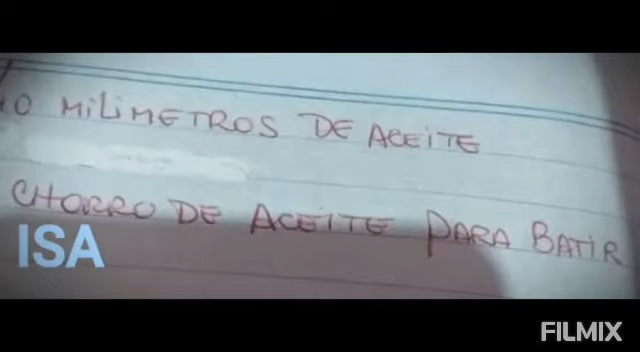 MILIMETROS DE ACEITE
CHORRO DE ACEITE PARA BATIR
ISA
FILMIX